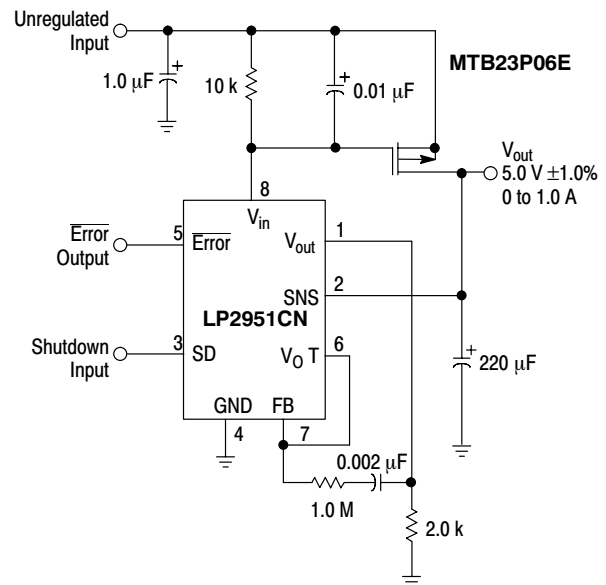 Unregulated
Input
MTB23P06E
1.0 µF
+
10 k
+
0.01 µF
Vout
5.0 V ±1.0%
0 to 1.0 A
8
Vin
Error
Output
5
Error
Vout
1
SNS
2
LP2951CN
Shutdown
Input
3
SD
VO T
6
+
220 µF
GND
FB
4
7
0.002 µF
1.0 M
2.0 k